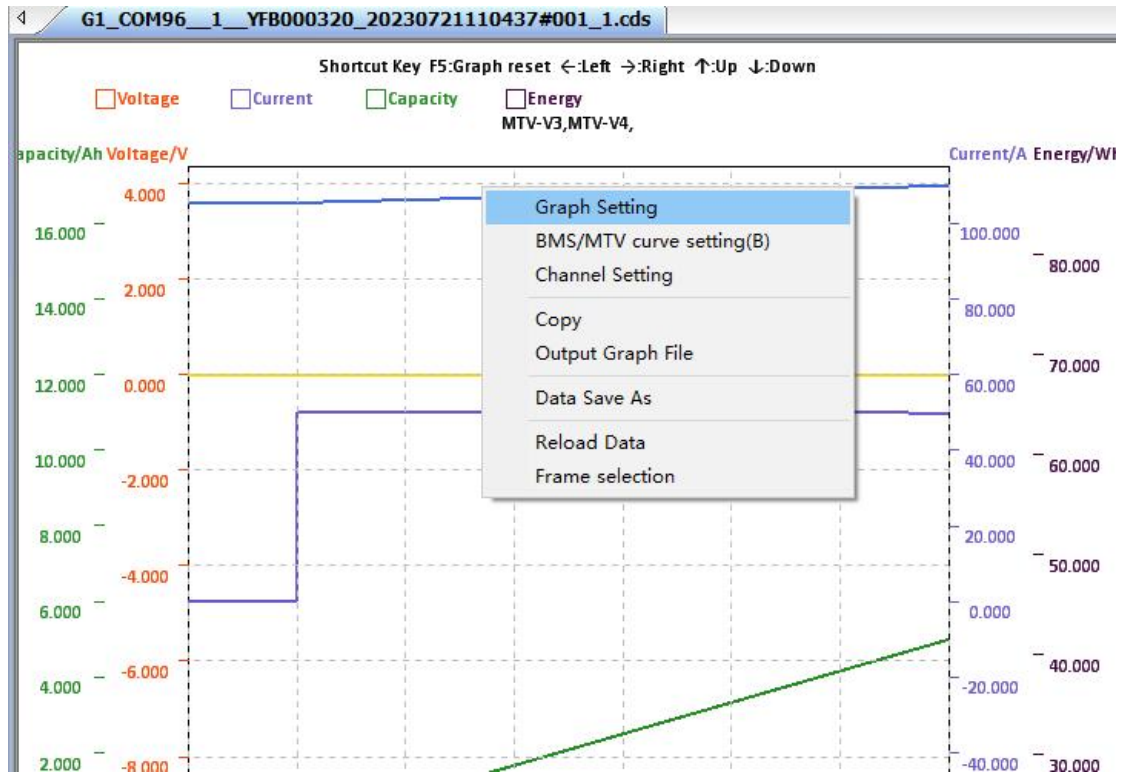 G1_COM96__1__YFB000320_20230721110437#001_1.cds
Shortcut Key F5:Graph reset ←:Left →:Right ↑:Up ↓:Down
Voltage Current Capacity Energy
MTV-V3,MTV-V4,
apacity/Ah Voltage/V Current/A Energy/Wh
4.000
Graph Setting
16.000 BMS/MTV curve setting(B) 100.000
80.000
Channel Setting
2.000
14.000 Copy 80.000
Output Graph File
70.000
12.000 0.000 60.000
Data Save As
Reload Data
10.000 40.000 60.000
-2.000 Frame selection
8.000 20.000
-4.000 50.000
6.000 0.000
-6.000 40.000
4.000 -20.000
2.000 -8.000 -40.000 30.000